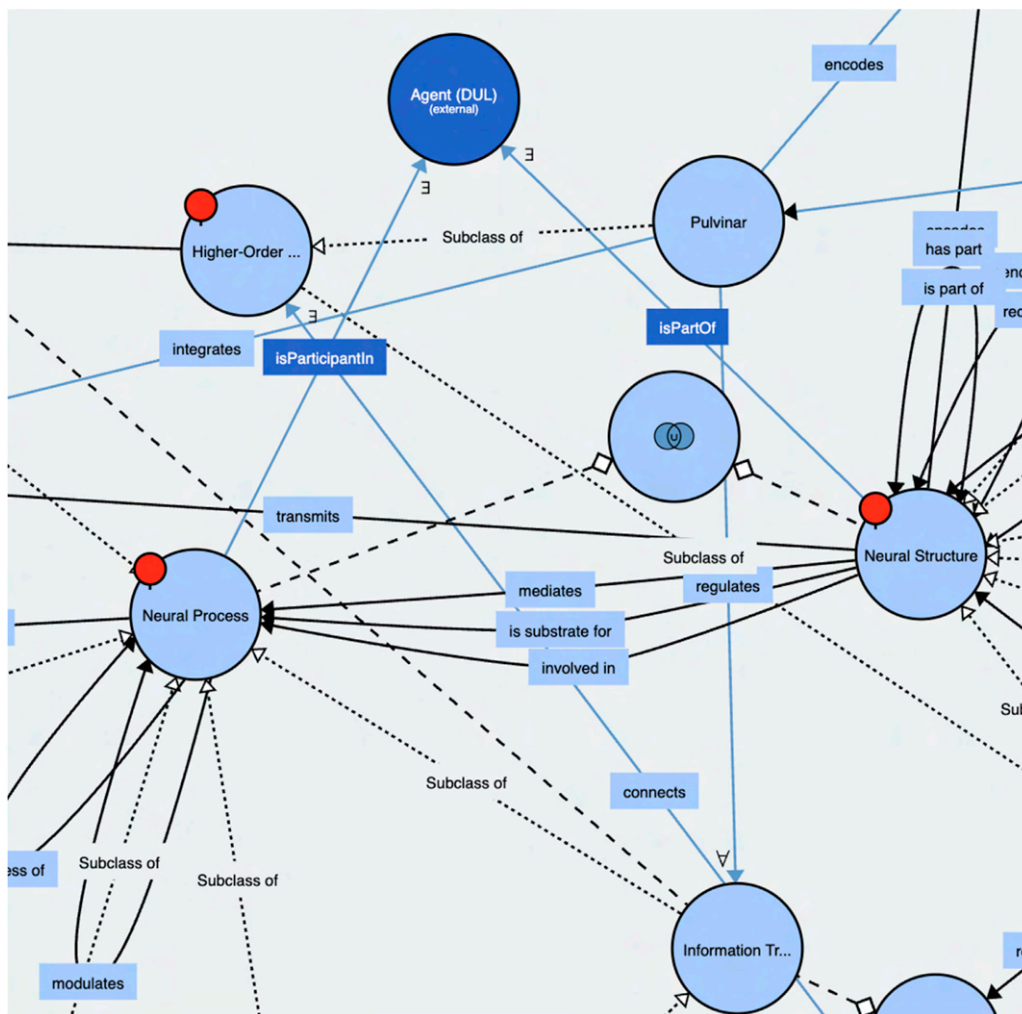 encodes
Agent (DUL)
(external)
Pulvinar
Higher-Order ...
Subclass of
has part
is part of
∃
∃
∃
isPartOf
integrates
isParticipantIn
U
transmits
Subclass of
Neural Structure
mediates
regulates
Neural Process
is substrate for
involved in
Subclass of
connects
∀
Subclass of
Subclass of
modulates
Information Tr...